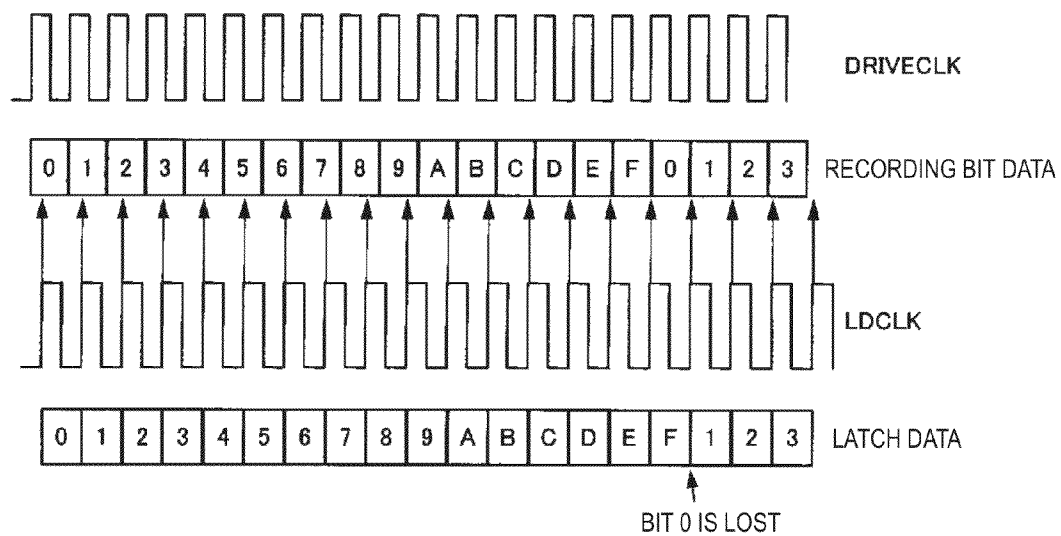 DRIVECLK
0 1 2 3 4 5 6 7 8 9 A B C D E F 0 1 2 3 RECORDING BIT DATA
LDCLK
0 1 2 3 4 5 6 7 8 9 A B C D E F 1 2 3 LATCH DATA
BIT 0 IS LOST